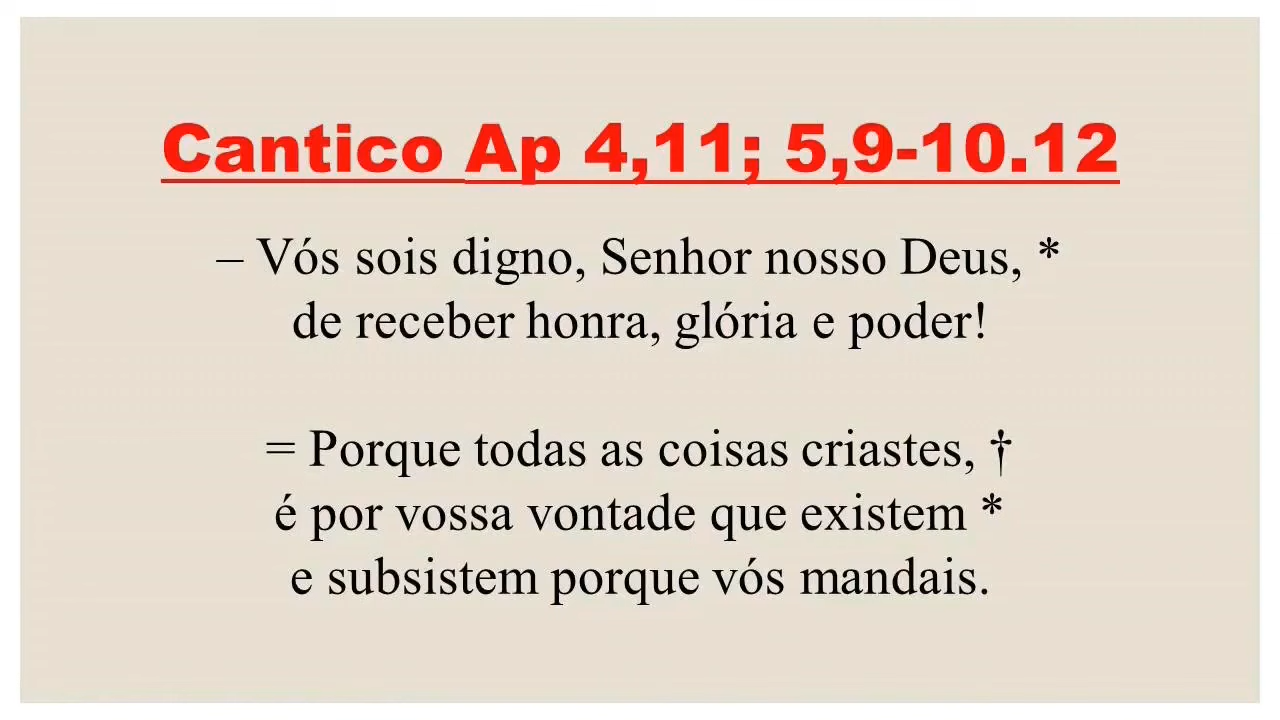 Cantico Ap 4,11; 5,9-10.12
– Vós sois digno, Senhor nosso Deus, *
de receber honra, glória e poder!
= Porque todas as coisas criastes, †
é por vossa vontade que existem *
e subsistem porque vós mandais.